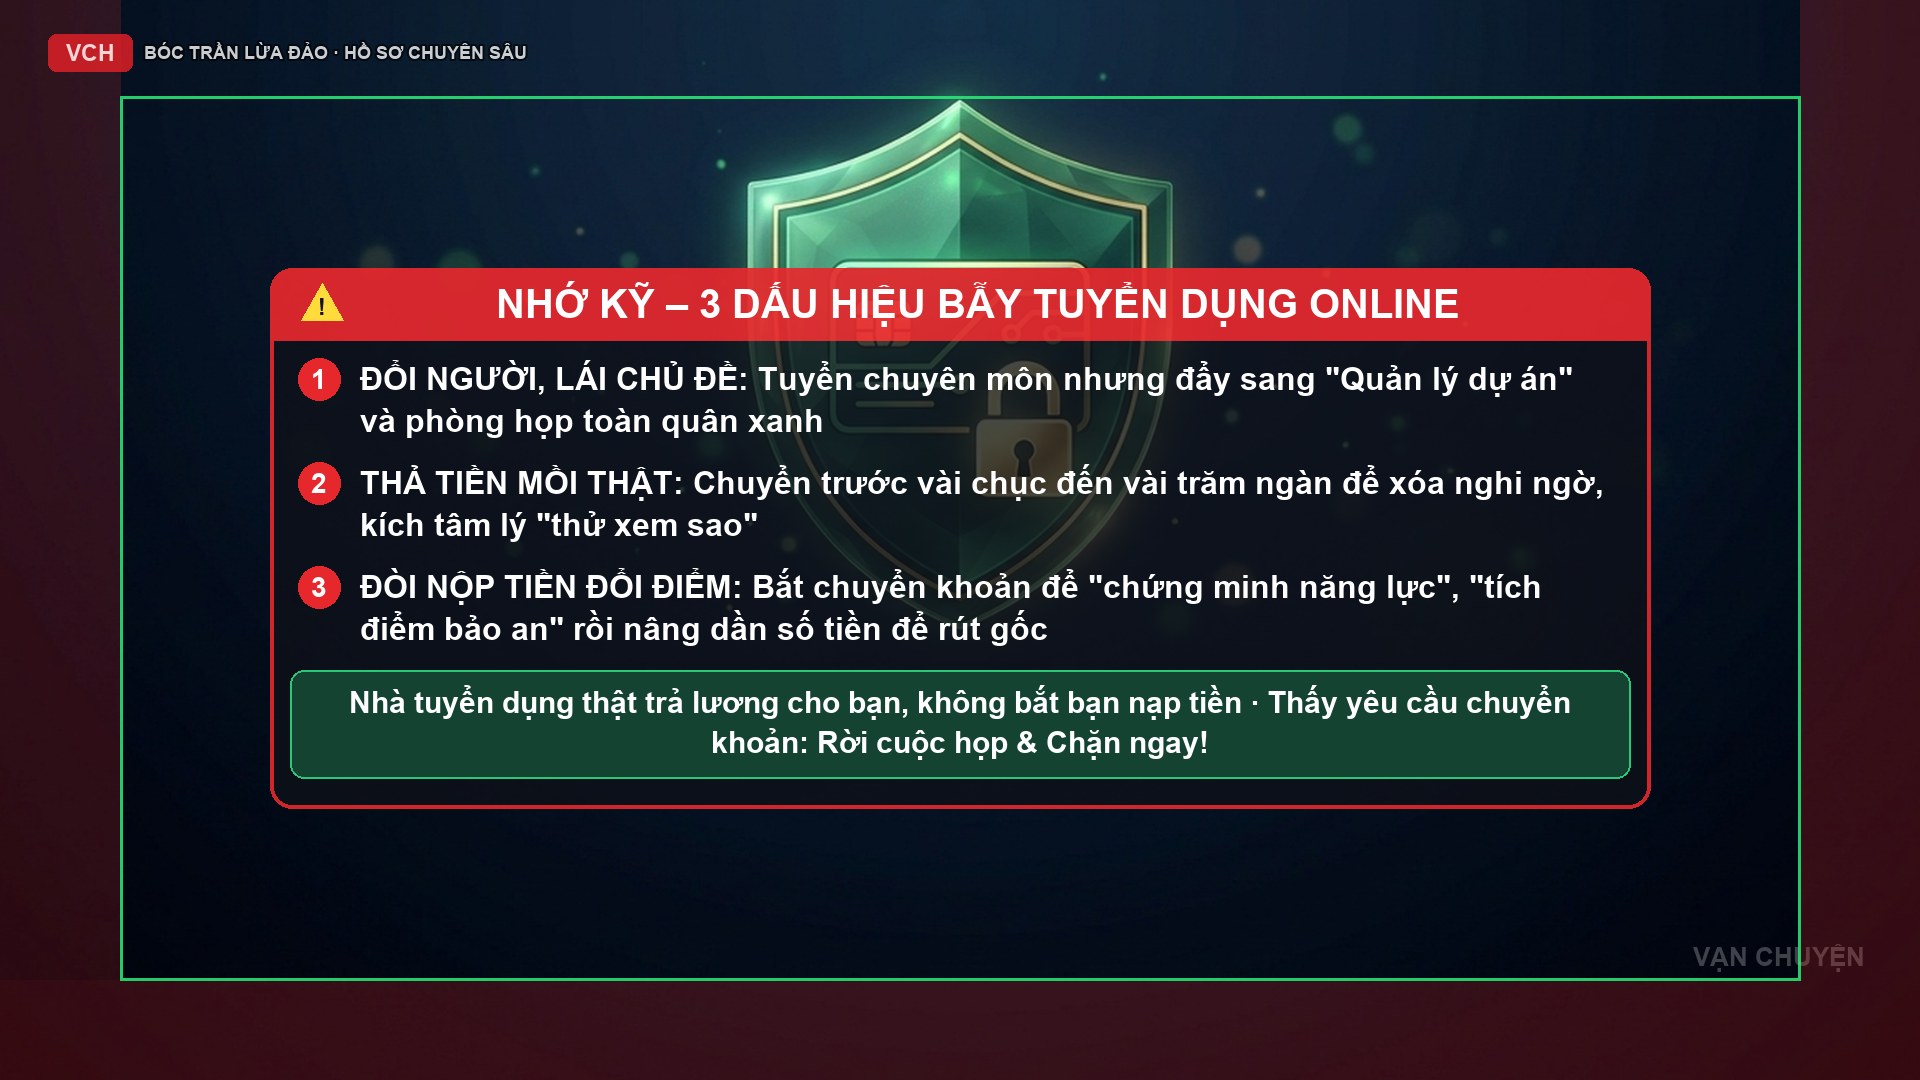 VCH
BÓC TRẦN LỪA ĐẢO · HỒ SƠ CHUYÊN SÂU
NHỚ KỸ – 3 DẤU HIỆU BẪY TUYỂN DỤNG ONLINE
1 ĐỔI NGƯỜI, LÁI CHỦ ĐỀ: Tuyển chuyên môn nhưng đẩy sang "Quản lý dự án"
và phòng họp toàn quân xanh
2 THẢ TIỀN MỒI THẬT: Chuyển trước vài chục đến vài trăm ngàn để xóa nghi ngờ,
kích tâm lý "thử xem sao"
3 ĐÒI NỘP TIỀN ĐỔI ĐIỂM: Bắt chuyển khoản để "chứng minh năng lực", "tích
điểm bảo an" rồi nâng dần số tiền để rút gốc
Nhà tuyển dụng thật trả lương cho bạn, không bắt bạn nạp tiền · Thấy yêu cầu chuyển
khoản: Rời cuộc họp & Chặn ngay!
VẠN CHUYỆN